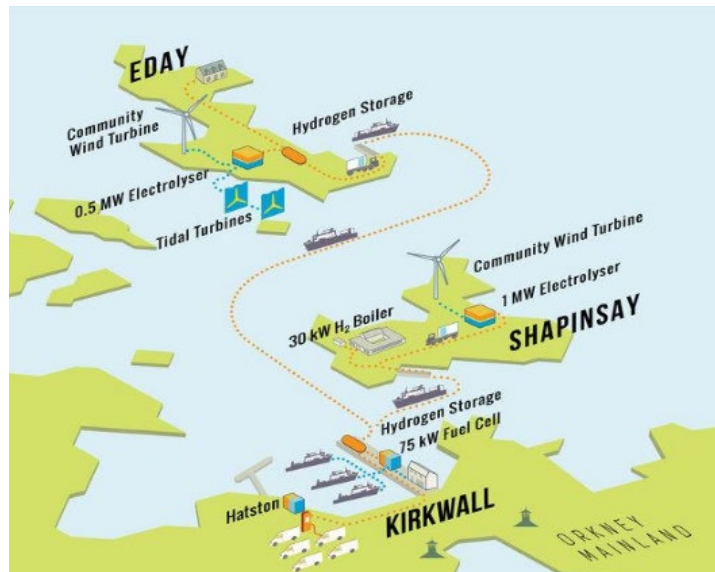 EDAY
Community
Wind Turbine
Hydrogen Storage
0.5 MW Electrolyser
Tidal Turbines
Community Wind Turbine
1 MW Electrolyser
30 kW H₂ Boiler
SHAPINSAY
Hydrogen Storage
75 kW Fuel Cell
Hatston
KIRKWALL
ORKNEY
MAINLAND